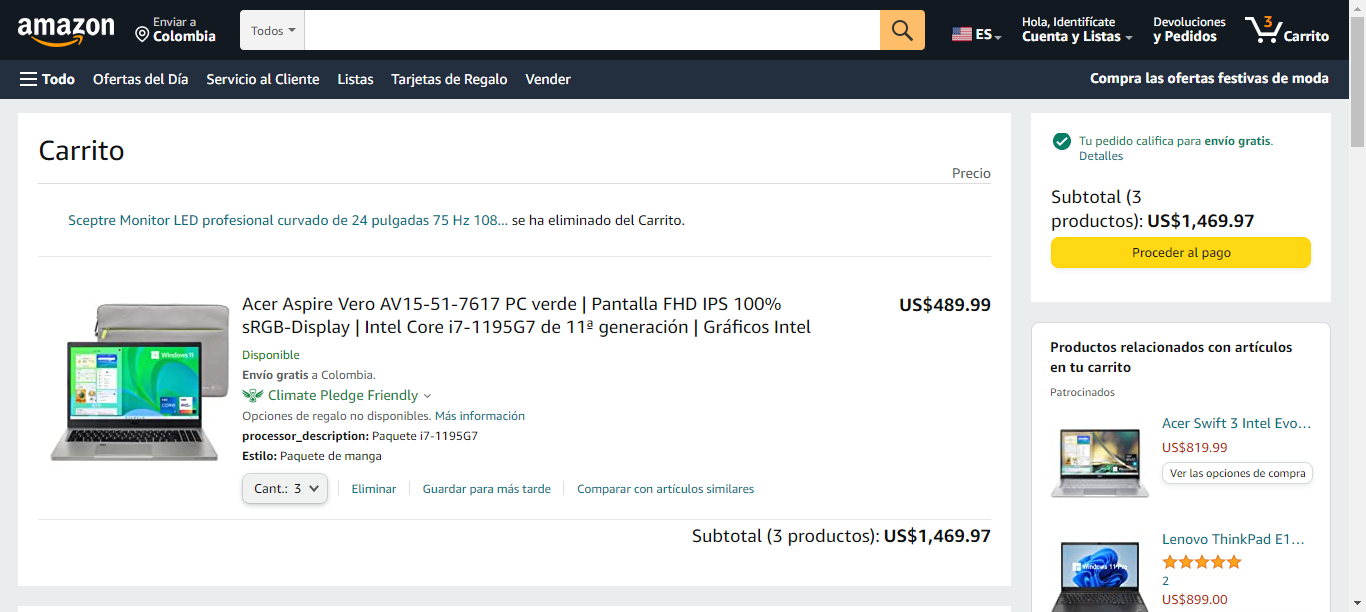 amazon
Enviar a
Colombia
Todos
ES
Hola, Identifícate
Cuenta y Listas
Devoluciones
y Pedidos
3
Carrito
Todo
Ofertas del Día
Servicio al Cliente
Listas
Tarjetas de Regalo
Vender
Compra las ofertas festivas de moda
Carrito
Precio
Sceptre Monitor LED profesional curvado de 24 pulgadas 75 Hz 108... se ha eliminado del Carrito.
Acer Aspire Vero AV15-51-7617 PC verde | Pantalla FHD IPS 100%
sRGB-Display | Intel Core i7-1195G7 de 11ª generación | Gráficos Intel
US$489.99
Disponible
Envío gratis a Colombia.
Climate Pledge Friendly
Opciones de regalo no disponibles. Más información
processor_description: Paquete i7-1195G7
Estilo: Paquete de manga
Cant.: 3
Eliminar
Guardar para más tarde
Comparar con artículos similares
Subtotal (3 productos): US$1,469.97
Windows 11
Tu pedido califica para envío gratis.
Detalles
Subtotal (3
productos): US$1,469.97
Proceder al pago
Productos relacionados con artículos
en tu carrito
Patrocinados
Acer Swift 3 Intel Evo...
US$819.99
Ver las opciones de compra
Lenovo ThinkPad E1...
2
US$899.00
Windows 11 Pro